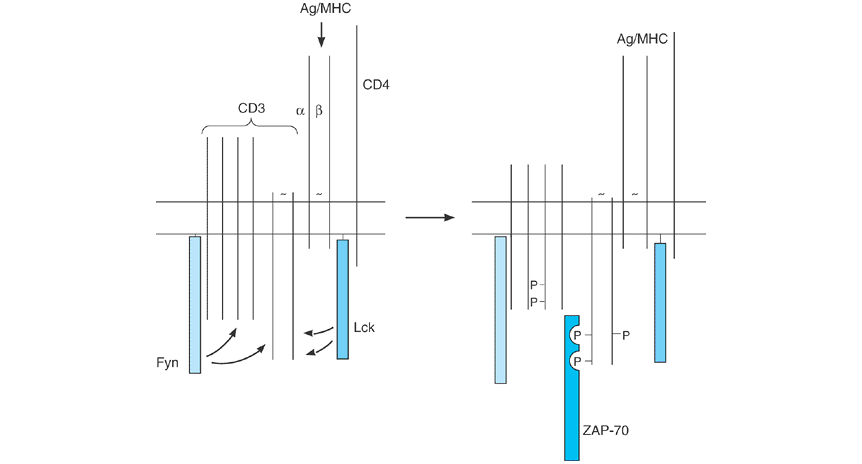 Ag/MHC
CD4
CD3
α β
~ ~
Fyn
Lck
Ag/MHC
~ ~
P
P
P P
P
ZAP-70